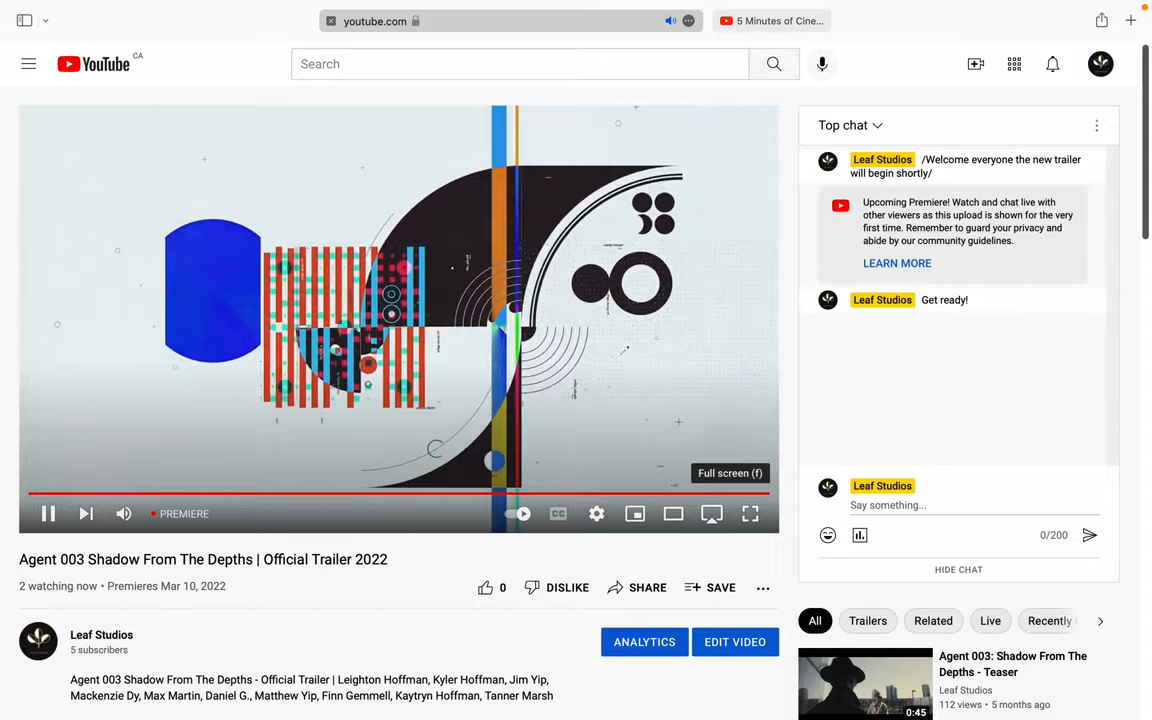 youtube.com
5 Minutes of Cine...
YouTube CA
Search
Top chat
Leaf Studios /Welcome everyone the new trailer
will begin shortly/
Upcoming Premiere! Watch and chat live with
other viewers as this upload is shown for the very
first time. Remember to guard your privacy and
abide by our community guidelines.
LEARN MORE
Leaf Studios Get ready!
Full screen (f)
PREMIERE
CC
Leaf Studios
Say something...
0/200
HIDE CHAT
Agent 003 Shadow From The Depths | Official Trailer 2022
2 watching now • Premieres Mar 10, 2022
0 DISLIKE SHARE SAVE
Leaf Studios
5 subscribers
ANALYTICS EDIT VIDEO
Agent 003 Shadow From The Depths - Official Trailer | Leighton Hoffman, Kyler Hoffman, Jim Yip,
Mackenzie Dy, Max Martin, Daniel G., Matthew Yip, Finn Gemmell, Kaytryn Hoffman, Tanner Marsh
All Trailers Related Live Recently
0:45
Agent 003: Shadow From The
Depths - Teaser
Leaf Studios
112 views • 5 months ago